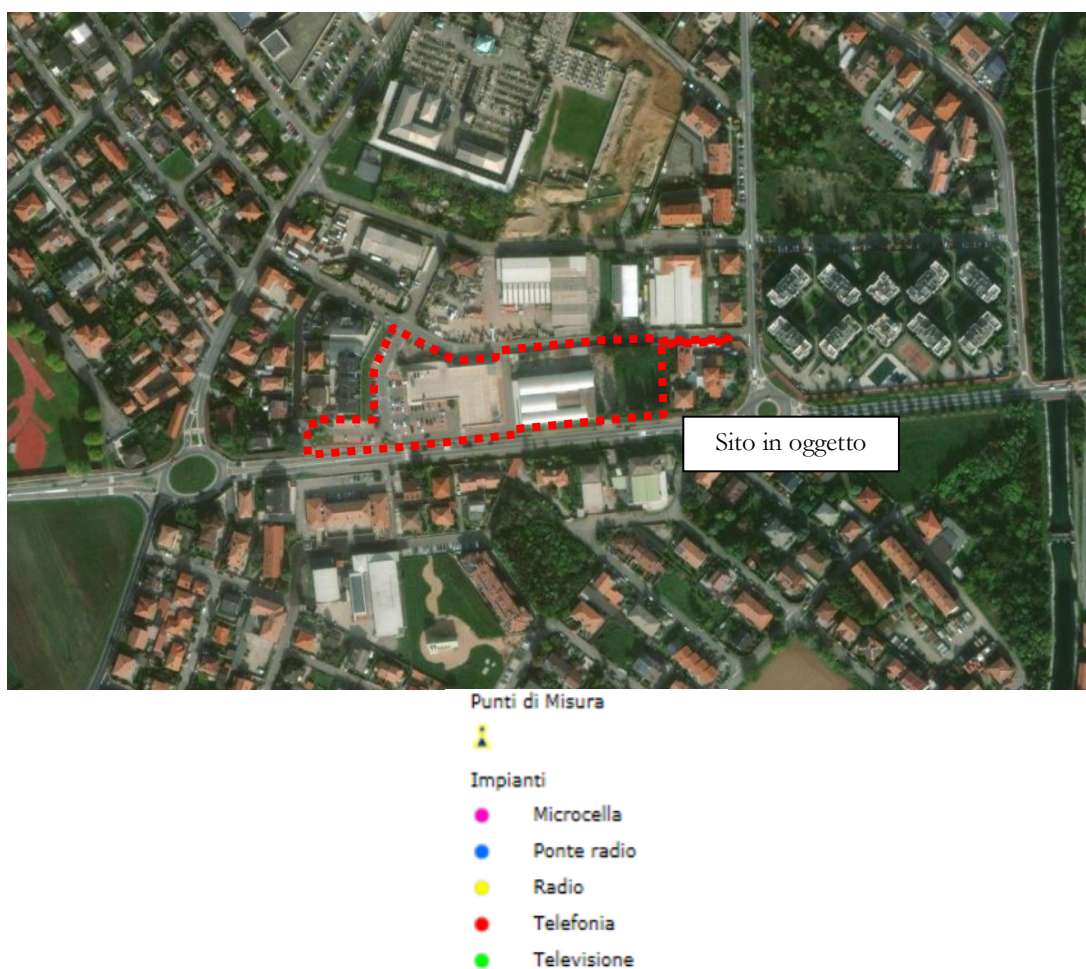 Sito in oggetto
Punti di Misura
Impianti
Microcella
Ponte radio
Radio
Telefonia
Televisione